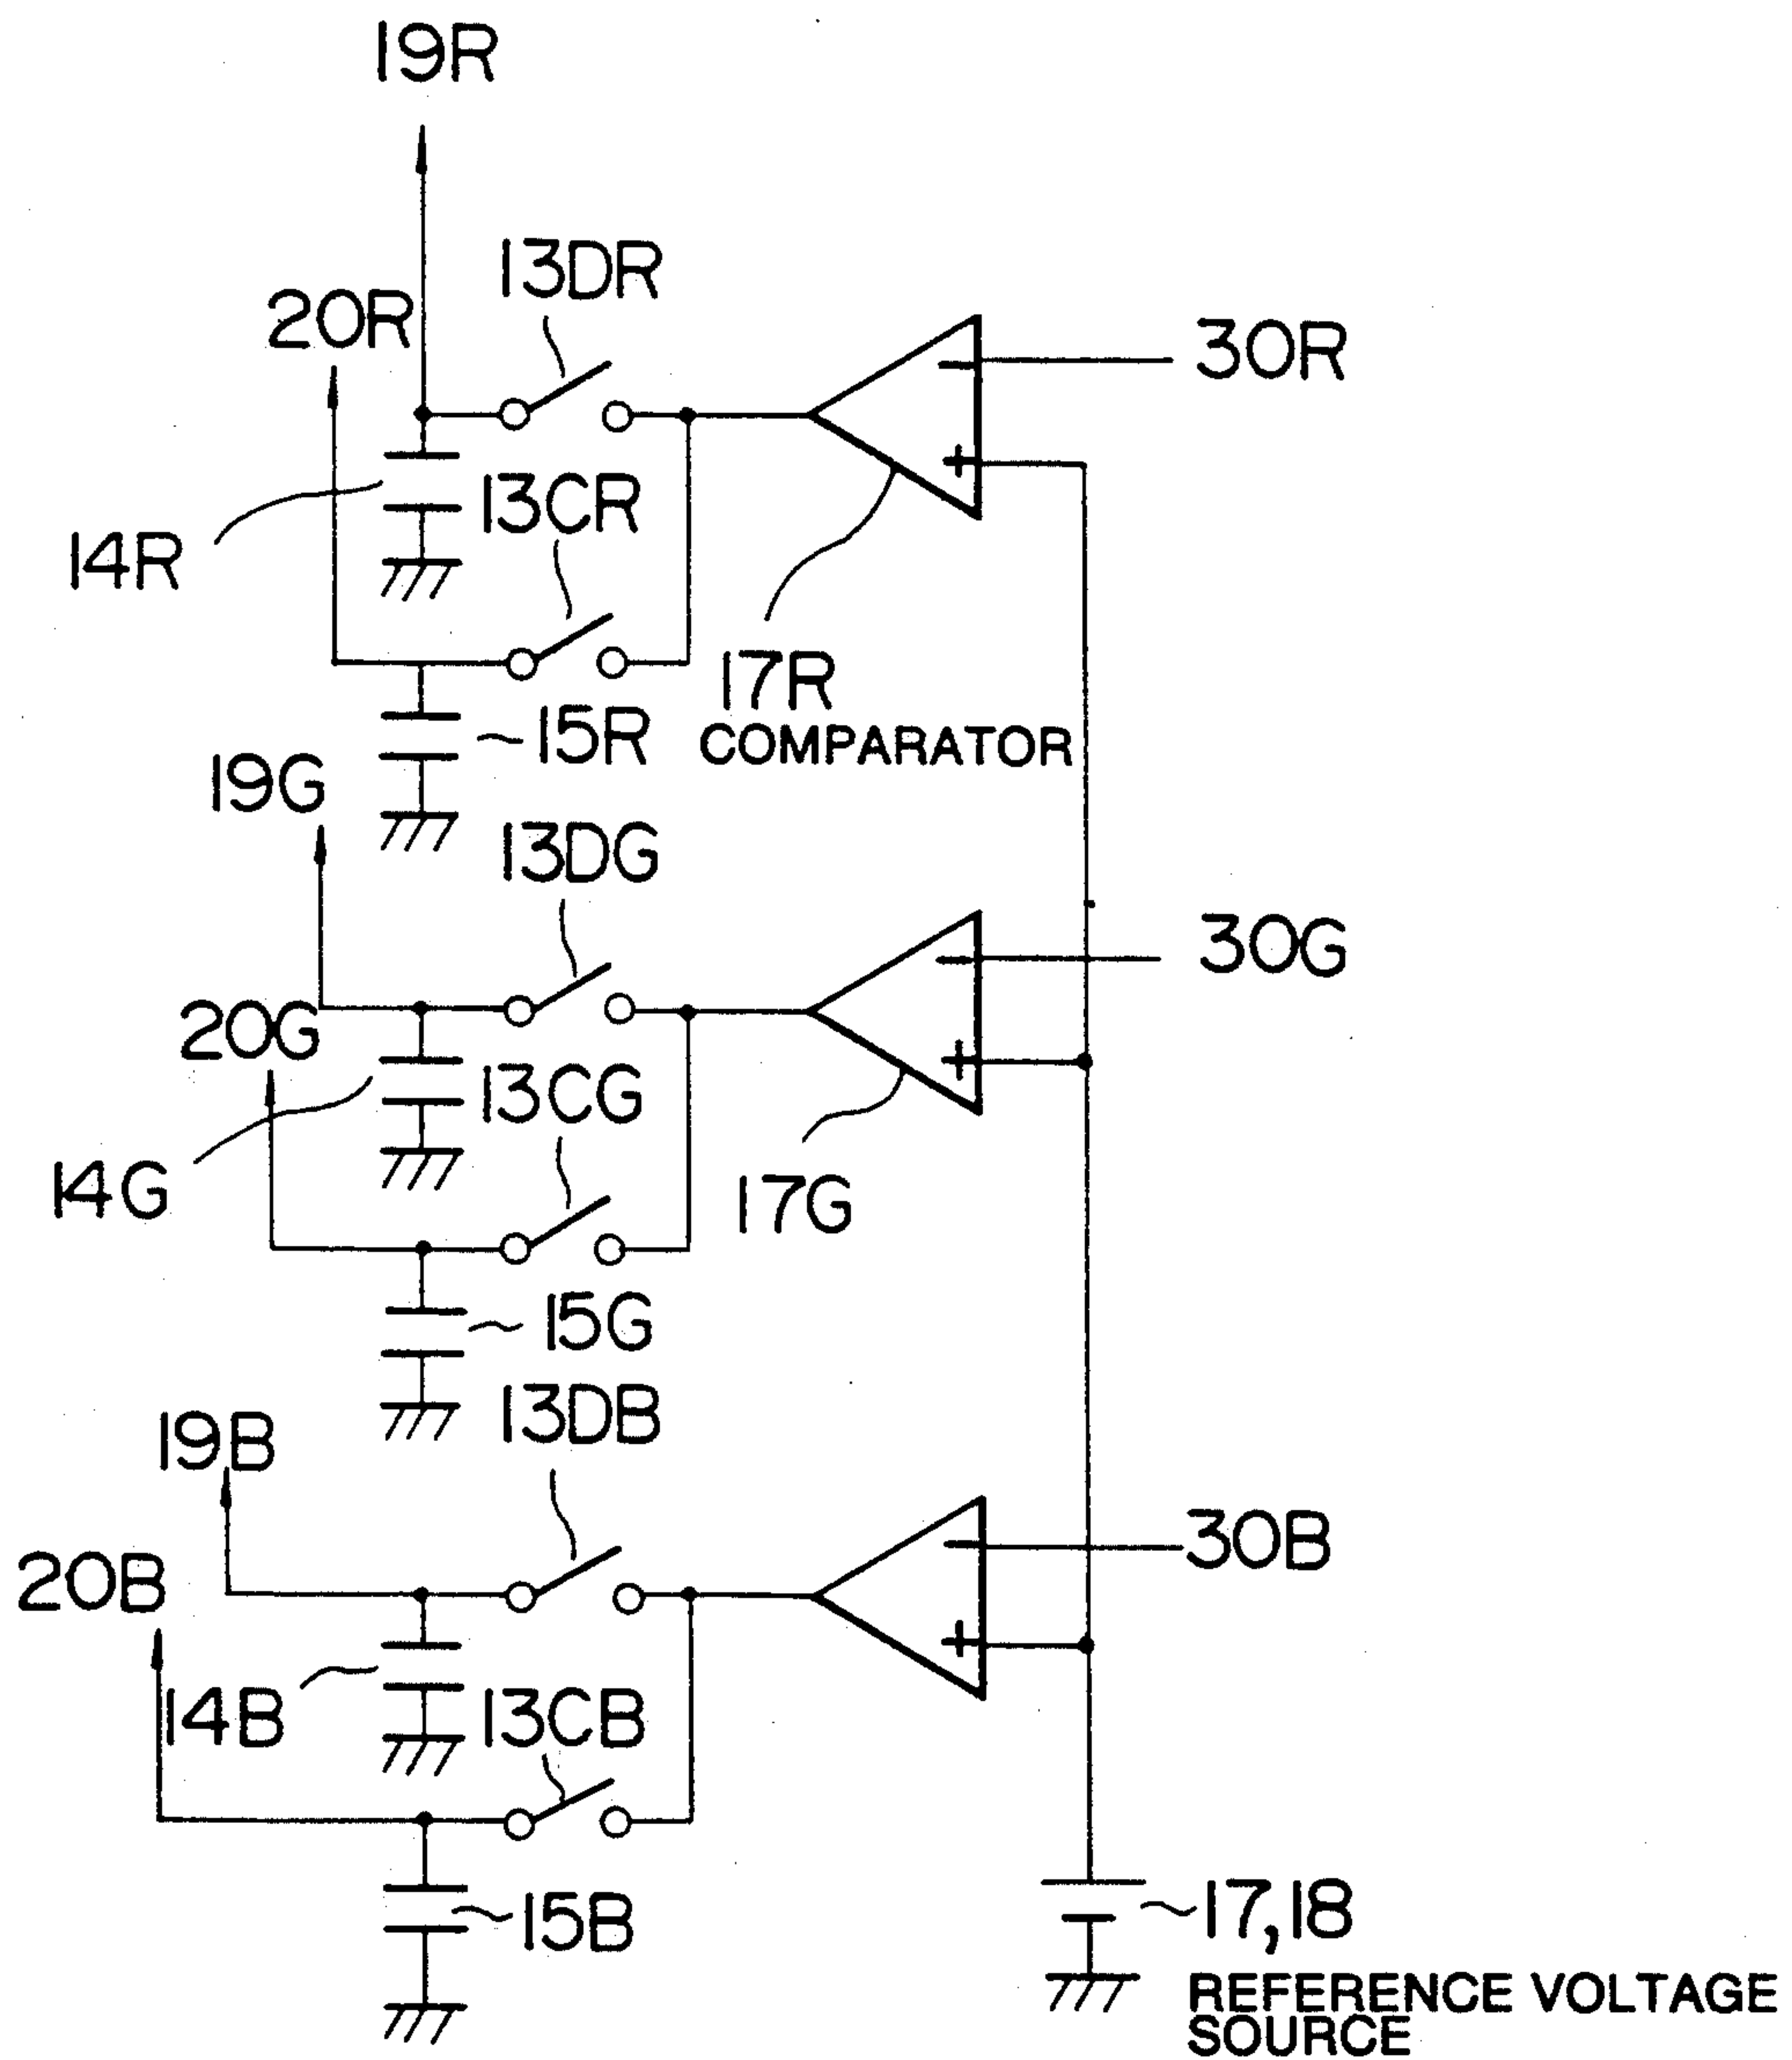 19R
13DR
20R
30R
13CR
14R
17R
COMPARATOR
15R
19G
13DG
30G
20G
13CG
14G
17G
15G
13DB
19B
30B
20B
14B
13CB
15B
17,18
REFERENCE VOLTAGE
SOURCE